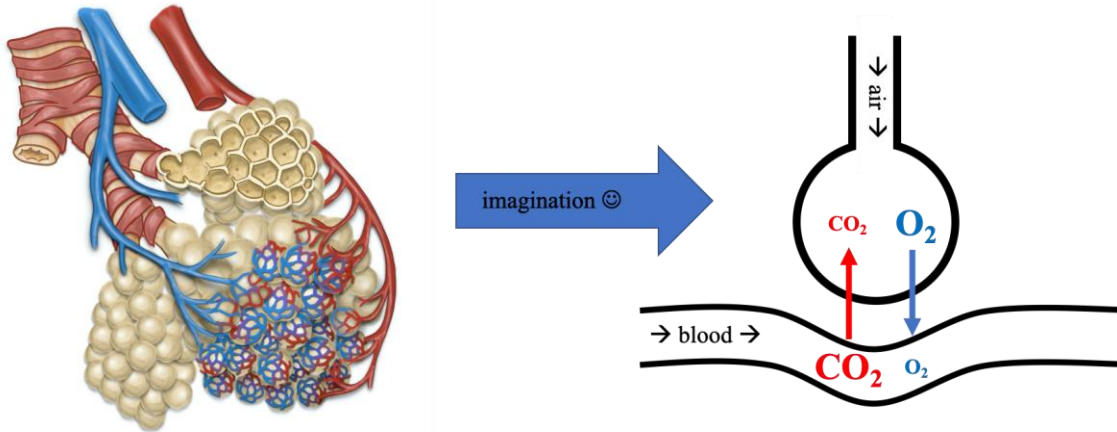 imagination ☺
→ air →
CO₂ O₂
→ blood →
CO₂ O₂